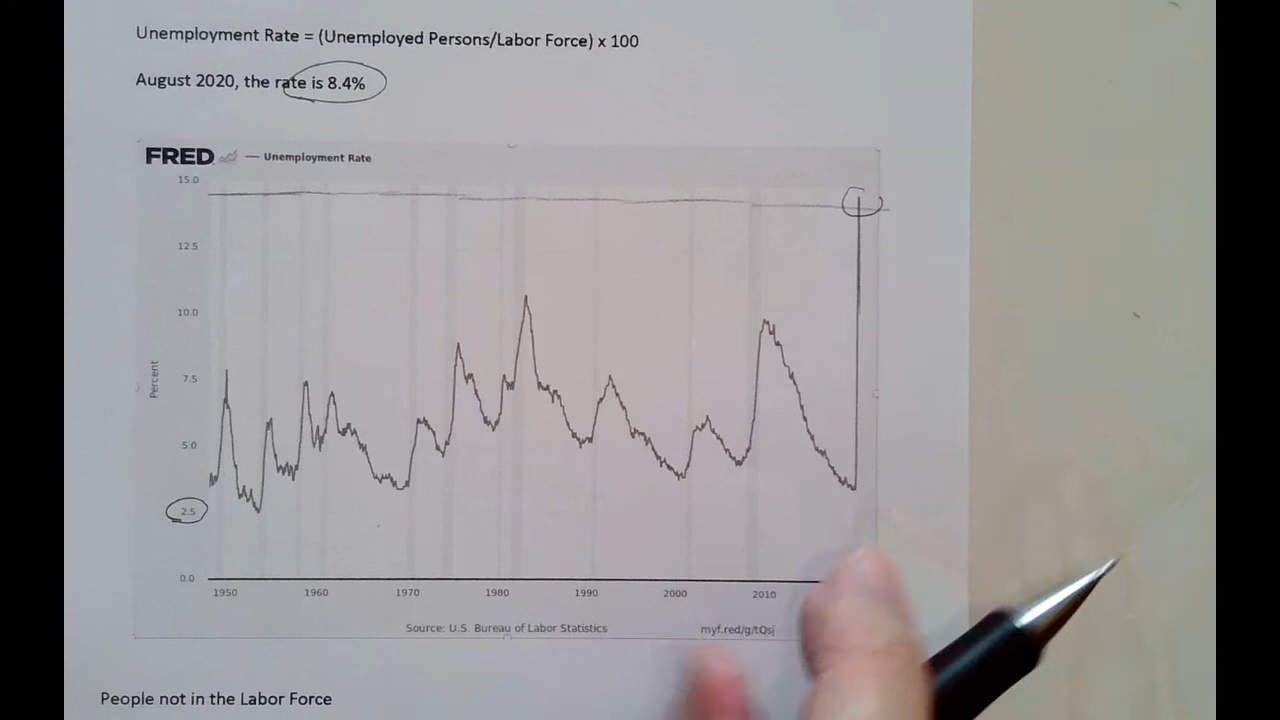 Unemployment Rate = (Unemployed Persons/Labor Force) x 100
August 2020, the rate is 8.4%
FRED — Unemployment Rate
15.0
12.5
10.0
7.5
5.0
2.5
0.0
Percent
1950 1960 1970 1980 1990 2000 2010
Source: U.S. Bureau of Labor Statistics
myf.red/g/tQsj
People not in the Labor Force